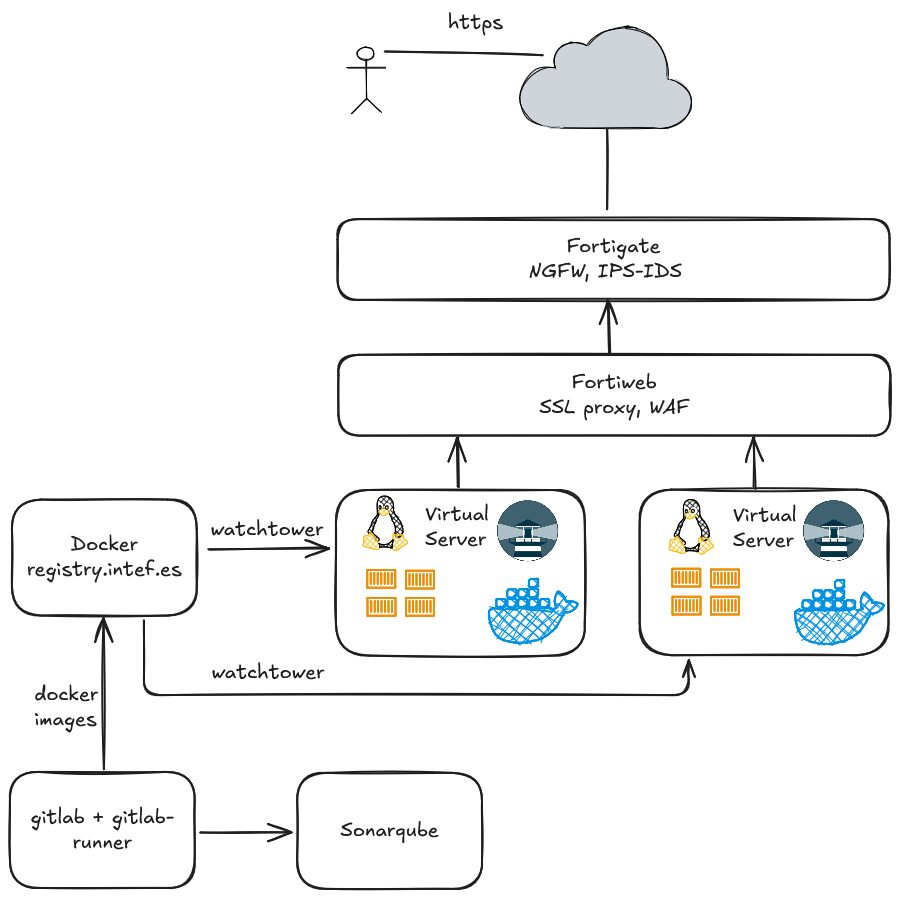 https
Fortigate
NGFW, IPS-IDS
Fortiweb
SSL proxy, WAF
Virtual
Server
Virtual
Server
Docker
registry.intef.es
watchtower
watchtower
docker
images
gitlab + gitlab-
runner
Sonarqube